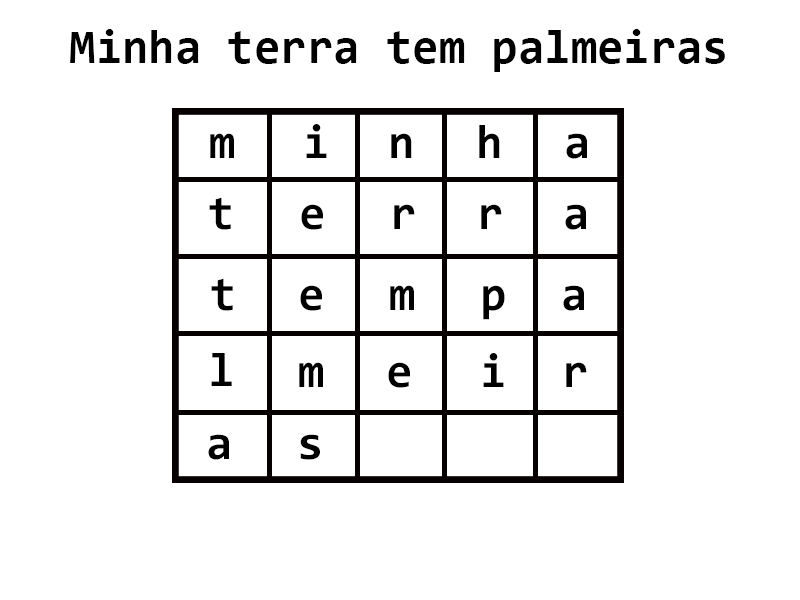 Minha terra tem palmeiras
m i n h a
t e r r a
t e m p a
l m e i r
a s